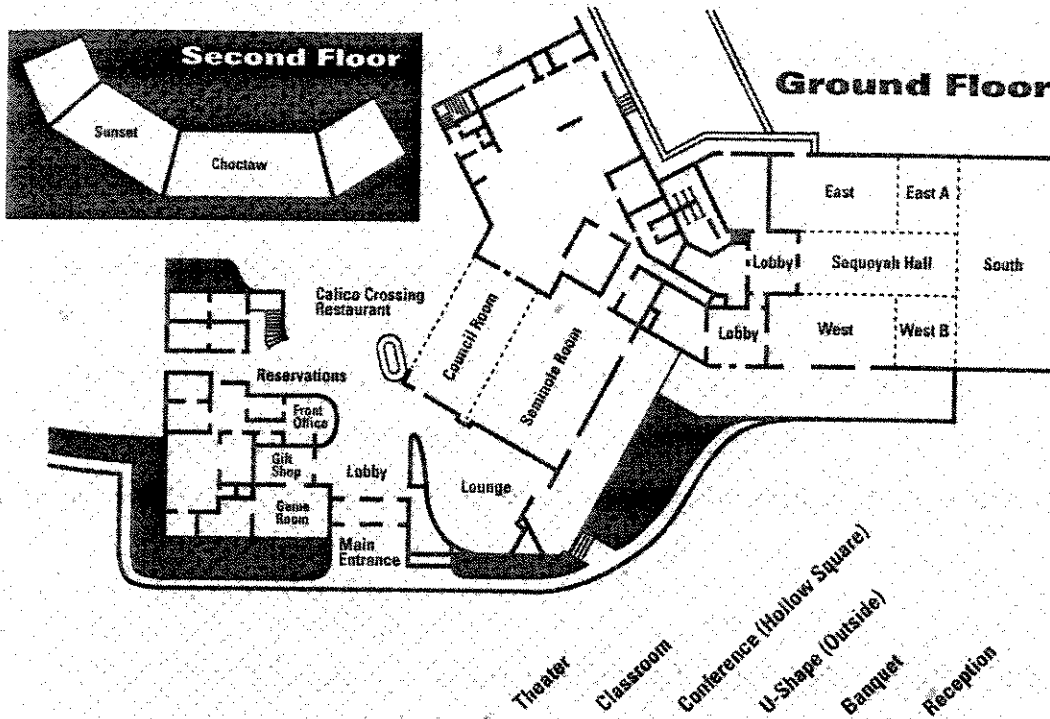 Second Floor
Sunset
Choctaw
Ground Floor
East
East A
Lobby
Sequoyah Hall
South
Lobby
West
West B
Calico Crossing
Restaurant
Council Room
Seminole Room
Reservations
Front
Office
Gift
Shop
Lobby
Game
Room
Lounge
Main
Entrance
Theater
Classroom
Conference (Hollow Square)
U-Shape (Outside)
Banquet
Reception